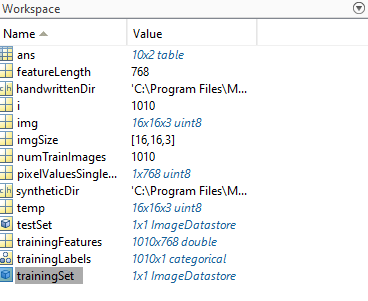 Workspace
Name Value
ans 10x2 table
featureLength 768
handwrittenDir 'C:\Program Files\M...
i 1010
img 16x16x3 uint8
imgSize [16,16,3]
numTrainImages 1010
pixelValuesSingle... 1x768 uint8
syntheticDir 'C:\Program Files\M...
temp 16x16x3 uint8
testSet 1x1 ImageDatastore
trainingFeatures 1010x768 double
trainingLabels 1010x1 categorical
trainingSet 1x1 ImageDatastore